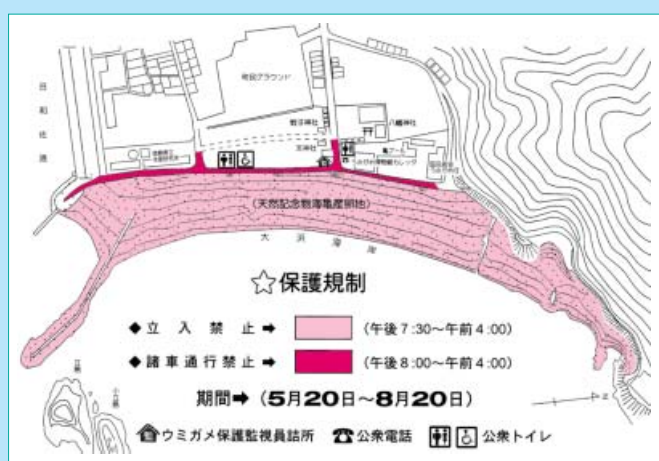 町民グラウンド
八幡神社
(天然記念物海亀産卵地)
大浜海岸
☆保護規制
◆立入禁止➡ (午後7:30〜午前4:00)
◆諸車通行禁止➡ (午後8:00〜午前4:00)
期間➡(5月20日〜8月20日)
ウミガメ保護監視員詰所 公衆電話 公衆トイレ